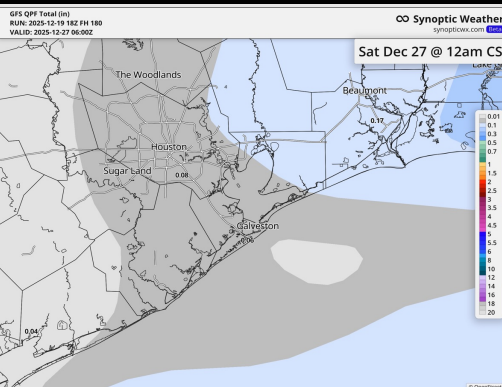 GFS QPF Total (in)
RUN: 2025-12-19 18Z FH 180
VALID: 2025-12-27 06:00Z
Synoptic Weather
synopticwx.com Beta
Sat Dec 27 @ 12am CS
The Woodlands
Beaumont
0.17
Houston
Sugar Land
0.08
Galveston
0.06
0.04
0.01
0.1
0.3
0.5
0.7
1
1.5
2
2.5
3
3.5
4
4.5
5
5.5
6
8
10
12
14
16
18
20